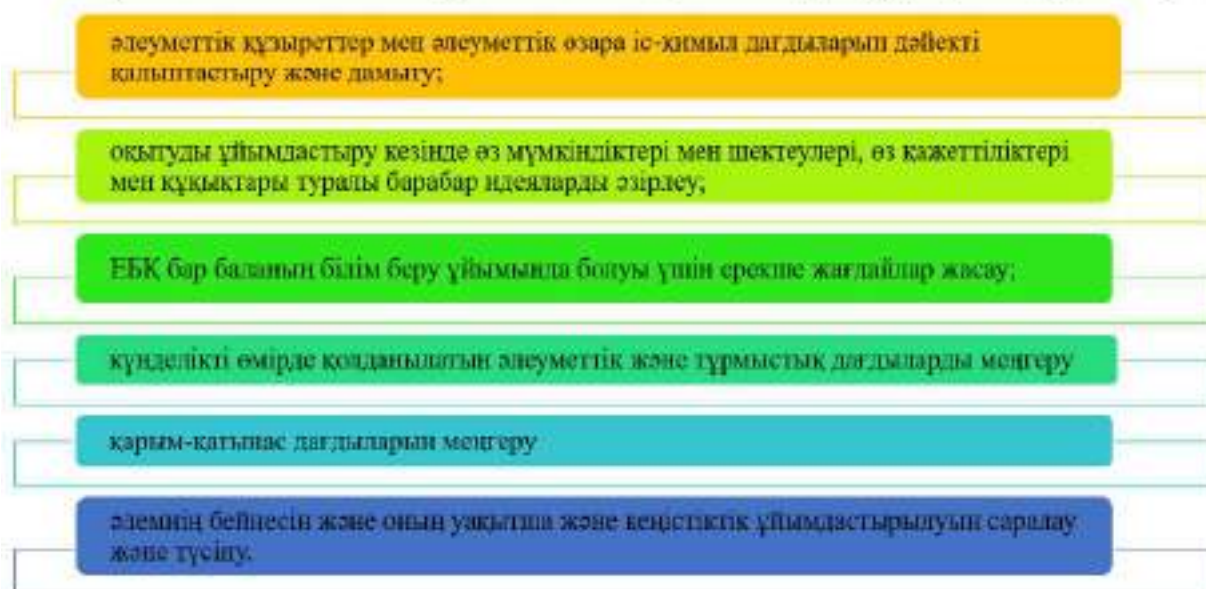 әлеуметтік құзыреттер мен әлеуметтік өзара іс-қимыл дағдыларын дәйекті
қалыптастыру және дамыту;
оқытуды ұйымдастыру кезінде өз мүмкіндіктері мен шектеулері, өз қажеттіліктері
мен құқықтары туралы барабар идеяларды әзірлеу;
ЕБҚ бар баланың білім беру ұйымында болуы үшін ерекше жағдайлар жасау;
күнделікті өмірде қолданылатын әлеуметтік және тұрмыстық дағдыларды меңгеру
қарым-қатынас дағдыларын меңгеру
әлемнің бейнесін және оның уақытша және кеңістіктік ұйымдастырылуын саралау
және түсіну.